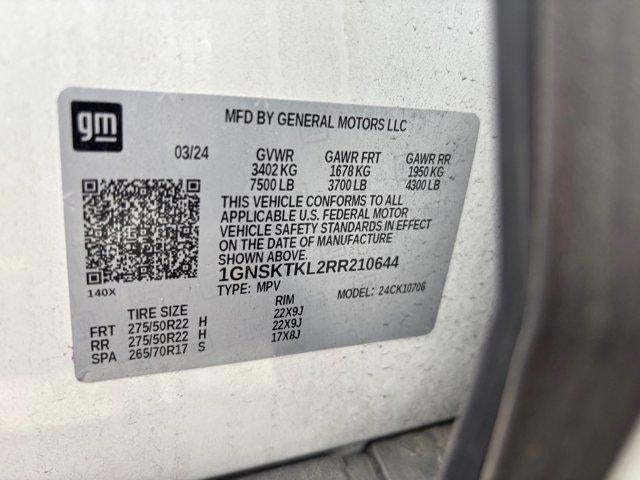 gm
MFD BY GENERAL MOTORS LLC
03/24 GVWR GAWR FRT GAWR RR
3402 KG 1678 KG 1950 KG
7500 LB 3700 LB 4300 LB
THIS VEHICLE CONFORMS TO ALL
APPLICABLE U.S. FEDERAL MOTOR
VEHICLE SAFETY STANDARDS IN EFFECT
ON THE DATE OF MANUFACTURE
SHOWN ABOVE.
1GNSKTKL2RR210644
140X TYPE: MPV MODEL: 24CK10706
TIRE SIZE RIM
FRT 275/50R22 H 22X9J
RR 275/50R22 H 22X9J
SPA 265/70R17 S 17X8J